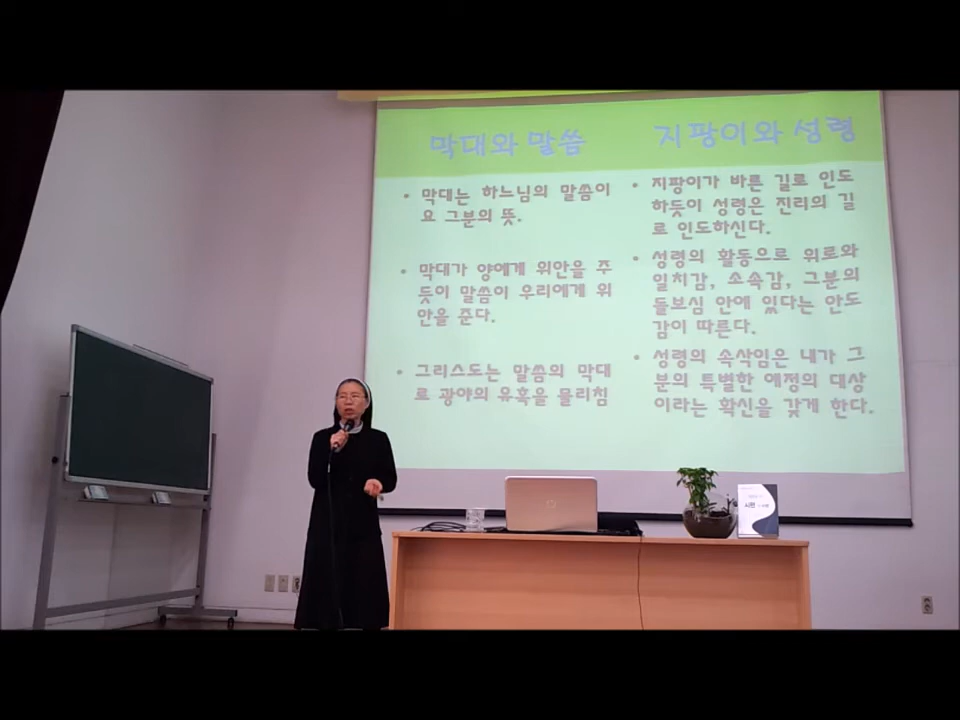 막대와 말씀
• 막대는 하느님의 말씀이
요 그분의 뜻.
• 막대가 양에게 위안을 주
듯이 말씀이 우리에게 위
안을 준다.
• 그리스도는 말씀의 막대
로 광야의 유혹을 물리침
지팡이와 성령
• 지팡이가 바른 길로 인도
하듯이 성령은 진리의 길
로 인도하신다.
• 성령의 활동으로 위로와
일치감, 소속감, 그분의
돌보심 안에 있다는 안도
감이 따른다.
• 성령의 속삭임은 내가 그
분의 특별한 애정의 대상
이라는 확신을 갖게 한다.
hp
시편